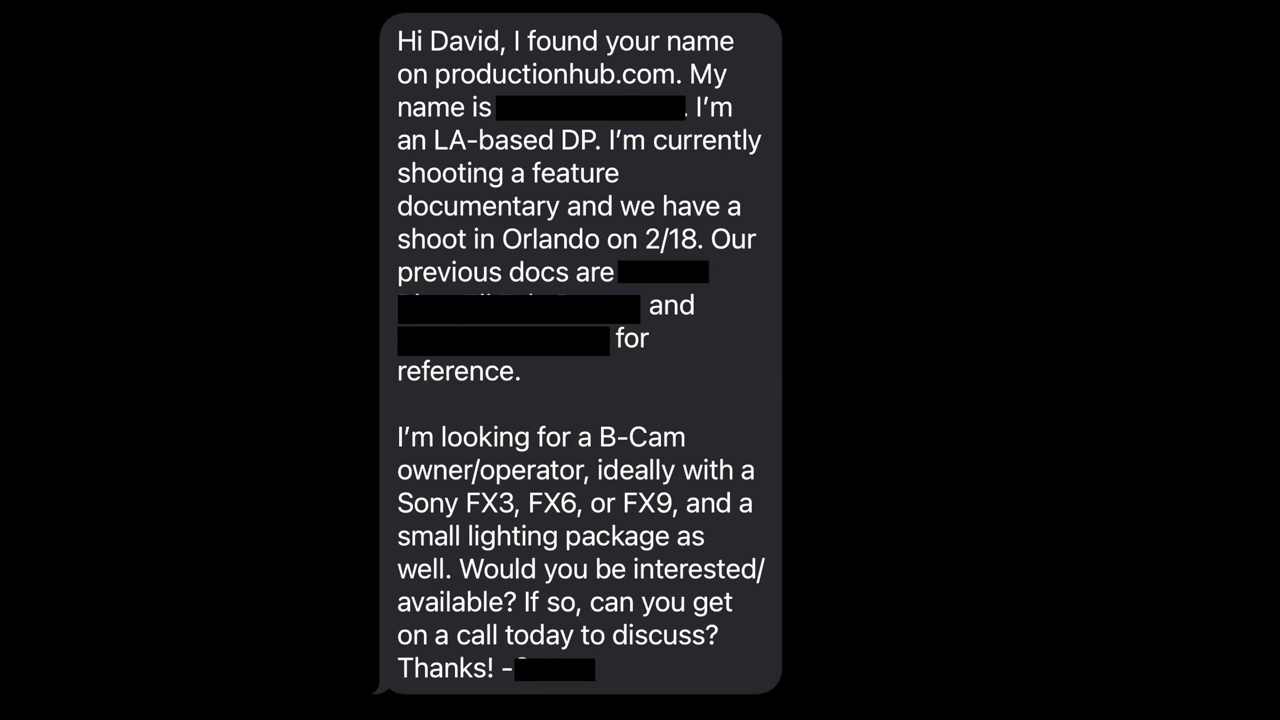 Hi David, I found your name
on productionhub.com. My
name is . I’m
an LA-based DP. I’m currently
shooting a feature
documentary and we have a
shoot in Orlando on 2/18. Our
previous docs are
and
for
reference.
I’m looking for a B-Cam
owner/operator, ideally with a
Sony FX3, FX6, or FX9, and a
small lighting package as
well. Would you be interested/
available? If so, can you get
on a call today to discuss?
Thanks! -